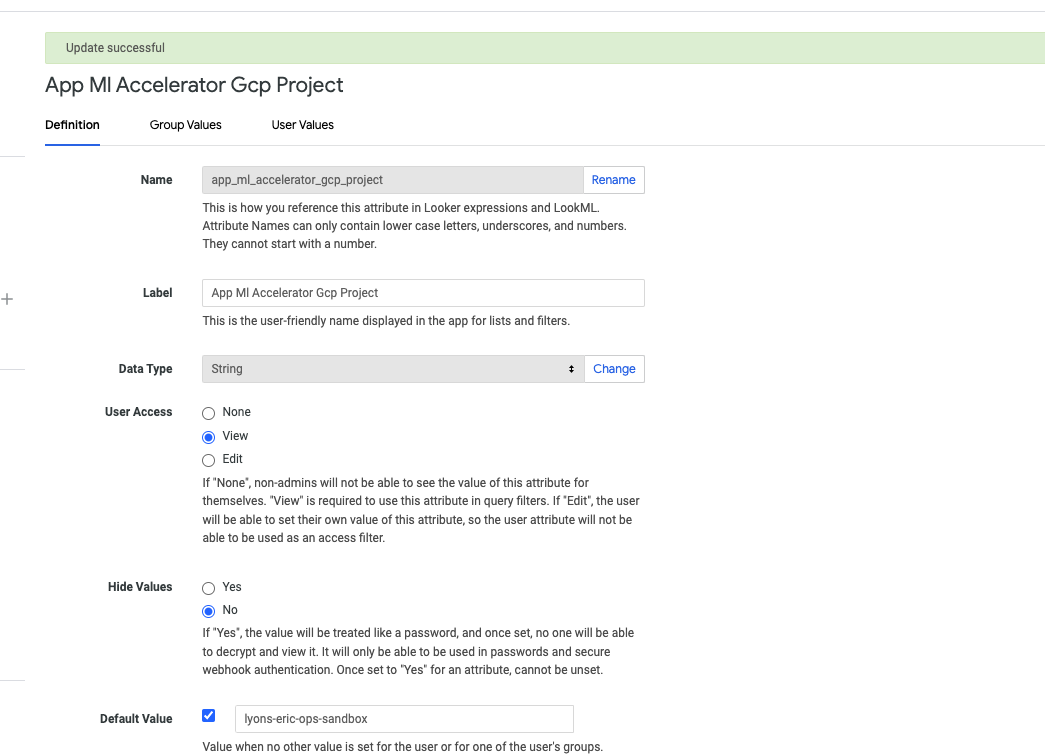 Update successful
App Ml Accelerator Gcp Project
Definition Group Values User Values
Name app_ml_accelerator_gcp_project Rename
This is how you reference this attribute in Looker expressions and LookML.
Attribute Names can only contain lower case letters, underscores, and numbers.
They cannot start with a number.
Label App Ml Accelerator Gcp Project
This is the user-friendly name displayed in the app for lists and filters.
Data Type String Change
User Access None
View
Edit
If "None", non-admins will not be able to see the value of this attribute for
themselves. "View" is required to use this attribute in query filters. If "Edit", the user
will be able to set their own value of this attribute, so the user attribute will not be
able to be used as an access filter.
Hide Values Yes
No
If "Yes", the value will be treated like a password, and once set, no one will be able
to decrypt and view it. It will only be able to be used in passwords and secure
webhook authentication. Once set to "Yes" for an attribute, cannot be unset.
Default Value lyons-eric-ops-sandbox
Value when no other value is set for the user or for one of the user's groups.